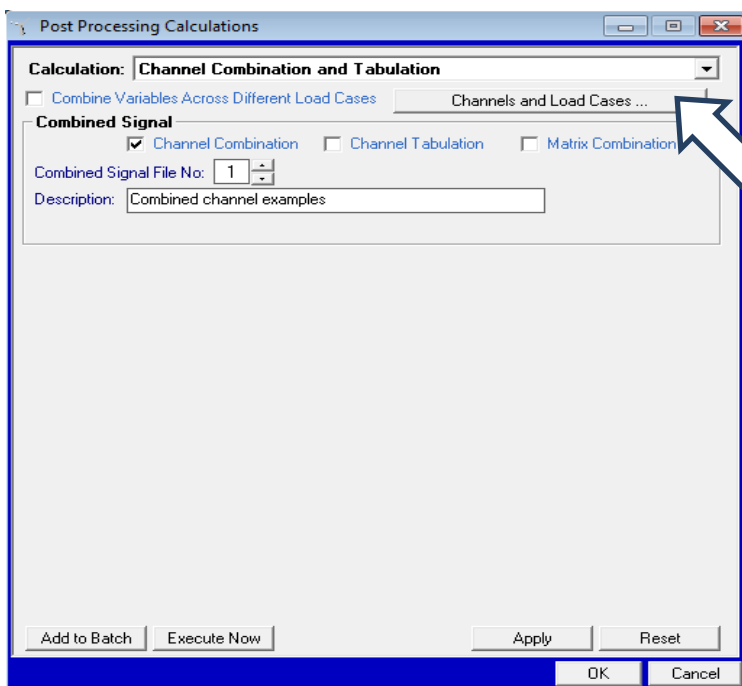 Post Processing Calculations
Calculation: Channel Combination and Tabulation
Combine Variables Across Different Load Cases Channels and Load Cases ...
Combined Signal
Channel Combination Channel Tabulation Matrix Combination
Combined Signal File No: 1
Description: Combined channel examples
Add to Batch Execute Now Apply Reset
OK Cancel